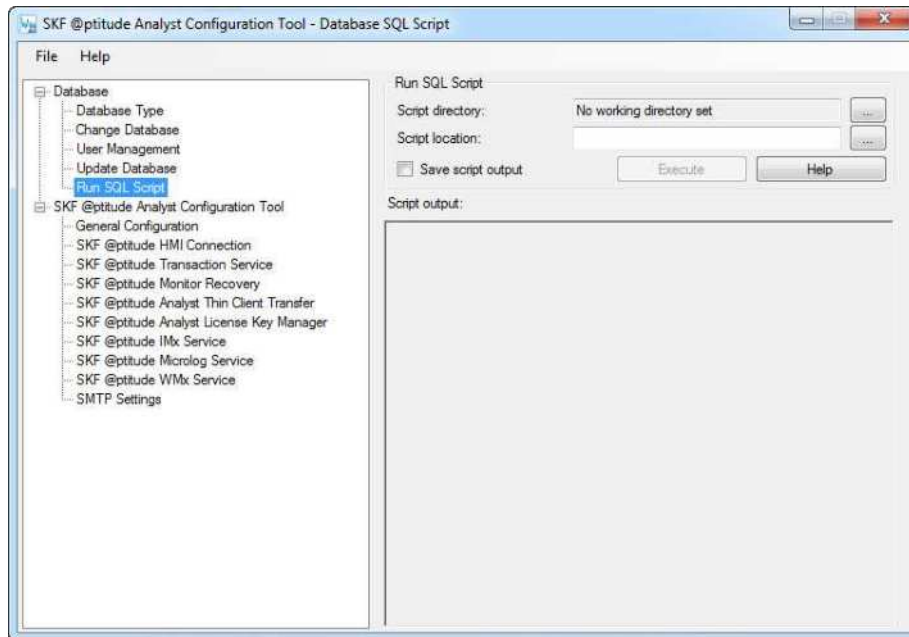 SKF @ptitude Analyst Configuration Tool - Database SQL Script
File Help
Database
Database Type
Change Database
User Management
Update Database
Run SQL Script
SKF @ptitude Analyst Configuration Tool
General Configuration
SKF @ptitude HMI Connection
SKF @ptitude Transaction Service
SKF @ptitude Monitor Recovery
SKF @ptitude Analyst Thin Client Transfer
SKF @ptitude Analyst License Key Manager
SKF @ptitude IMx Service
SKF @ptitude Microlog Service
SKF @ptitude WMx Service
SMTP Settings
Run SQL Script
Script directory: No working directory set ...
Script location: ...
Save script output Execute Help
Script output: